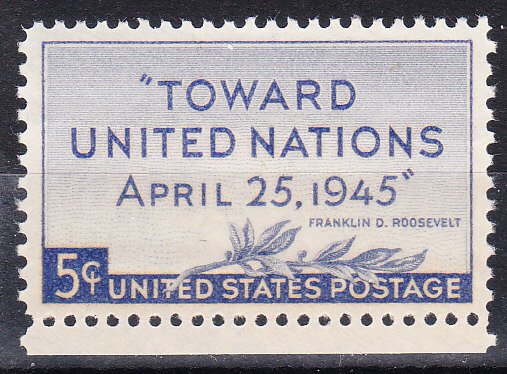 "TOWARD
UNITED NATIONS
APRIL 25, 1945"
FRANKLIN D. ROOSEVELT
5¢ UNITED STATES POSTAGE